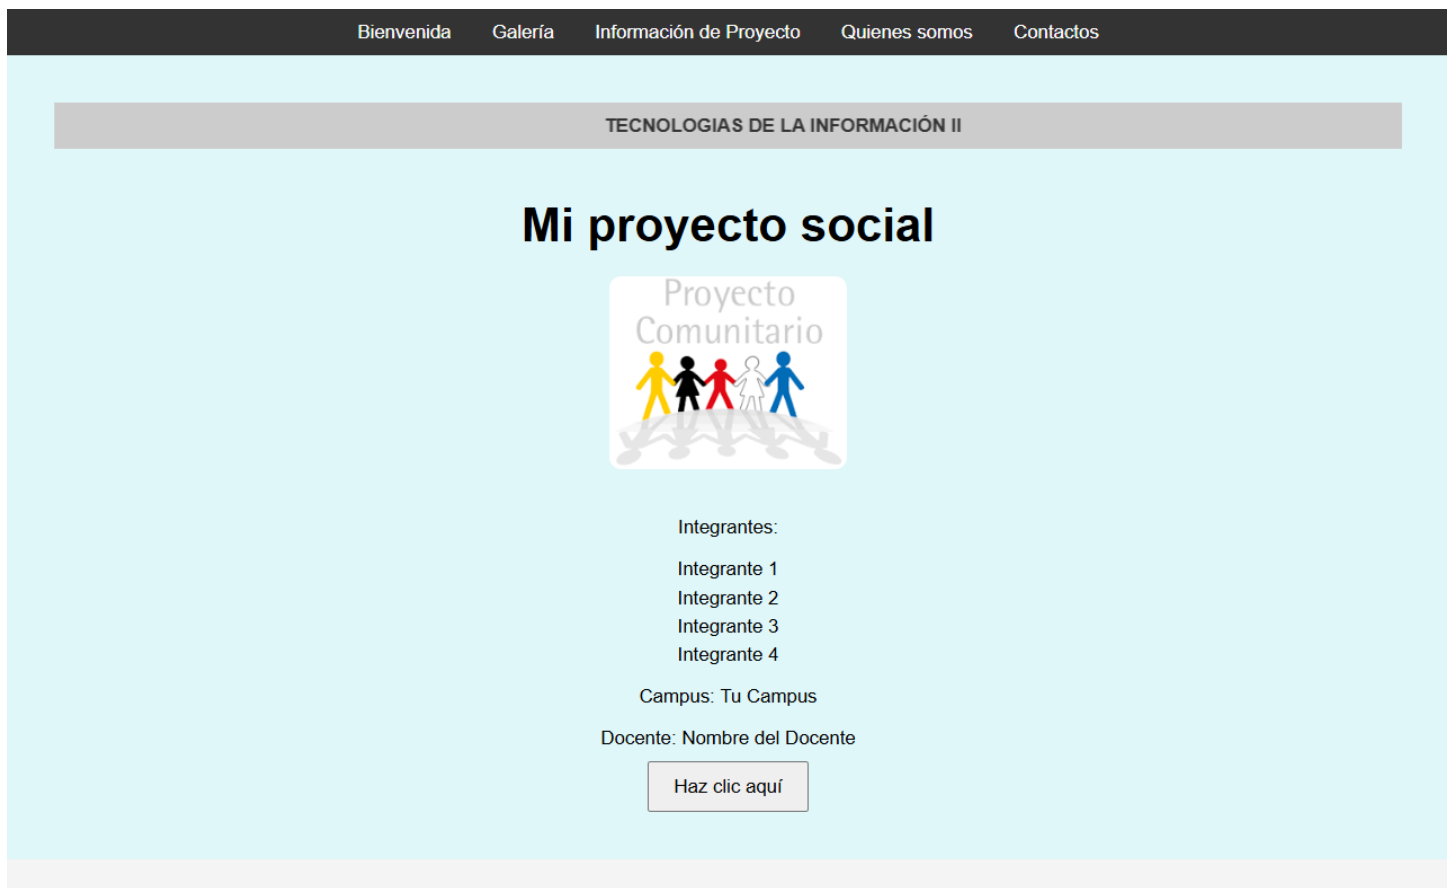 Bienvenida Galería Información de Proyecto Quienes somos Contactos
TECNOLOGIAS DE LA INFORMACIÓN II
Mi proyecto social
Proyecto
Comunitario
Integrantes:
Integrante 1
Integrante 2
Integrante 3
Integrante 4
Campus: Tu Campus
Docente: Nombre del Docente
Haz clic aquí